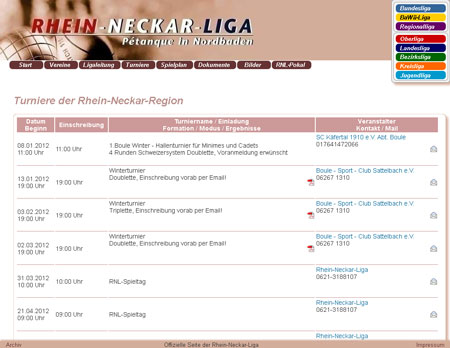 RHEIN-NECKAR-LIGA
Pétanque in Nordbaden
Bundesliga
BaWü-Liga
Regionalliga
Oberliga
Landesliga
Bezirksliga
Kreisliga
Jugendliga
Start Vereine Ligaleitung Turniere Spielplan Dokumente Bilder RNL-Pokal
Turniere der Rhein-Neckar-Region
Datum Beginn Einschreibung Turniername / Einladung Formation / Modus / Ergebnisse Veranstalter Kontakt / Mail
08.01.2012 11:00 Uhr
11:00 Uhr
1.Boule Winter - Hallenturnier für Minimes und Cadets
4 Runden Schweizersystem Doublette, Voranmeldung erwünscht
SC Käfertal 1910 e.V. Abt. Boule
017641472066
13.01.2012 19:00 Uhr
19:00 Uhr
Winterturnier
Doublette, Einschreibung vorab per Email!
Boule - Sport - Club Sattelbach e.V.
06267 1310
03.02.2012 19:00 Uhr
19:00 Uhr
Winterturnier
Triplette, Einschreibung vorab per Email!
Boule - Sport - Club Sattelbach e.V.
06267 1310
02.03.2012 19:00 Uhr
19:00 Uhr
Winterturnier
Doublette, Einschreibung vorab per Email!
Boule - Sport - Club Sattelbach e.V.
06267 1310
31.03.2012 10:00 Uhr
10:00 Uhr
RNL-Spieltag
Rhein-Neckar-Liga
0621-3188107
21.04.2012 09:00 Uhr
09:00 Uhr
RNL-Spieltag
Rhein-Neckar-Liga
0621-3188107
Rhein-Neckar-Liga
Archiv Offizielle Seite der Rhein-Neckar-Liga Impressum